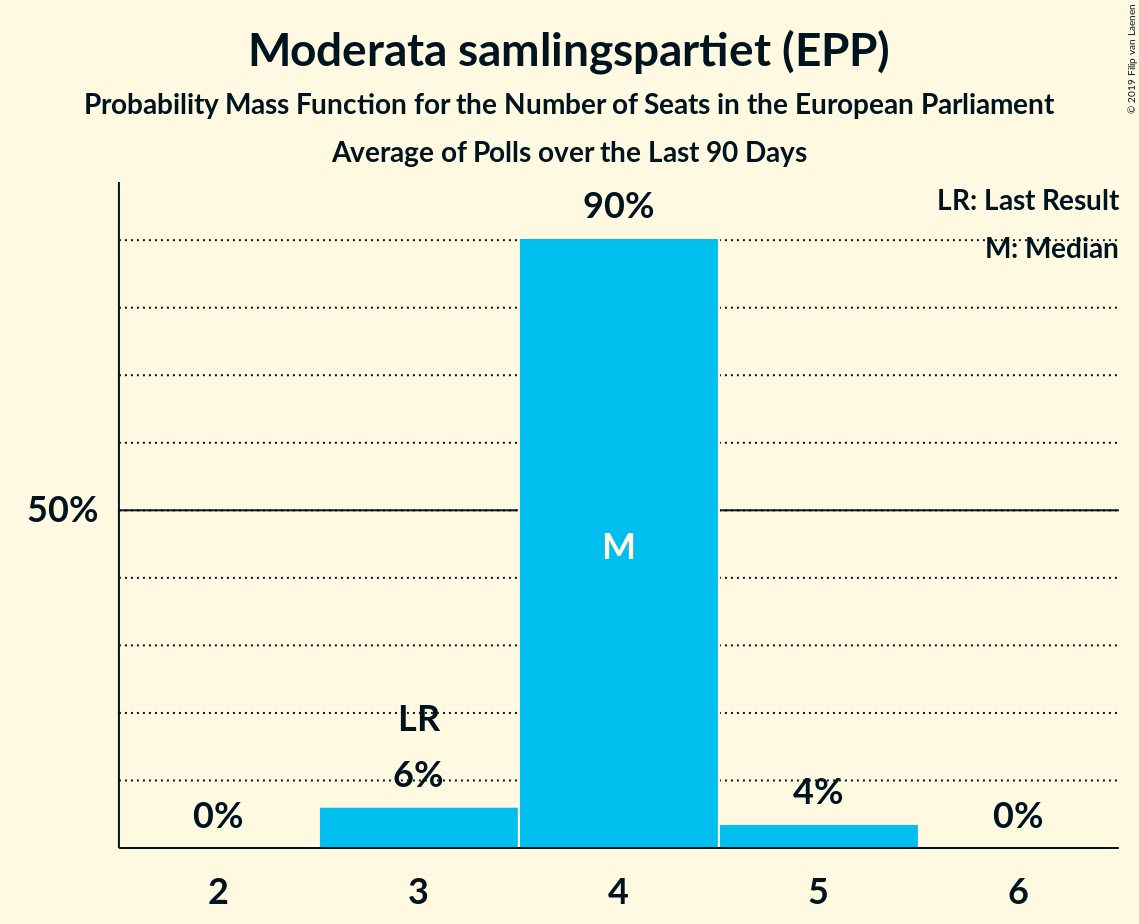 Moderata samlingspartiet (EPP)
Probability Mass Function for the Number of Seats in the European Parliament
Average of Polls over the Last 90 Days
© 2019 Filip van Laenen
LR: Last Result
M: Median
90%
50%
M
LR
6%
4%
0%
0%
2
3
4
5
6